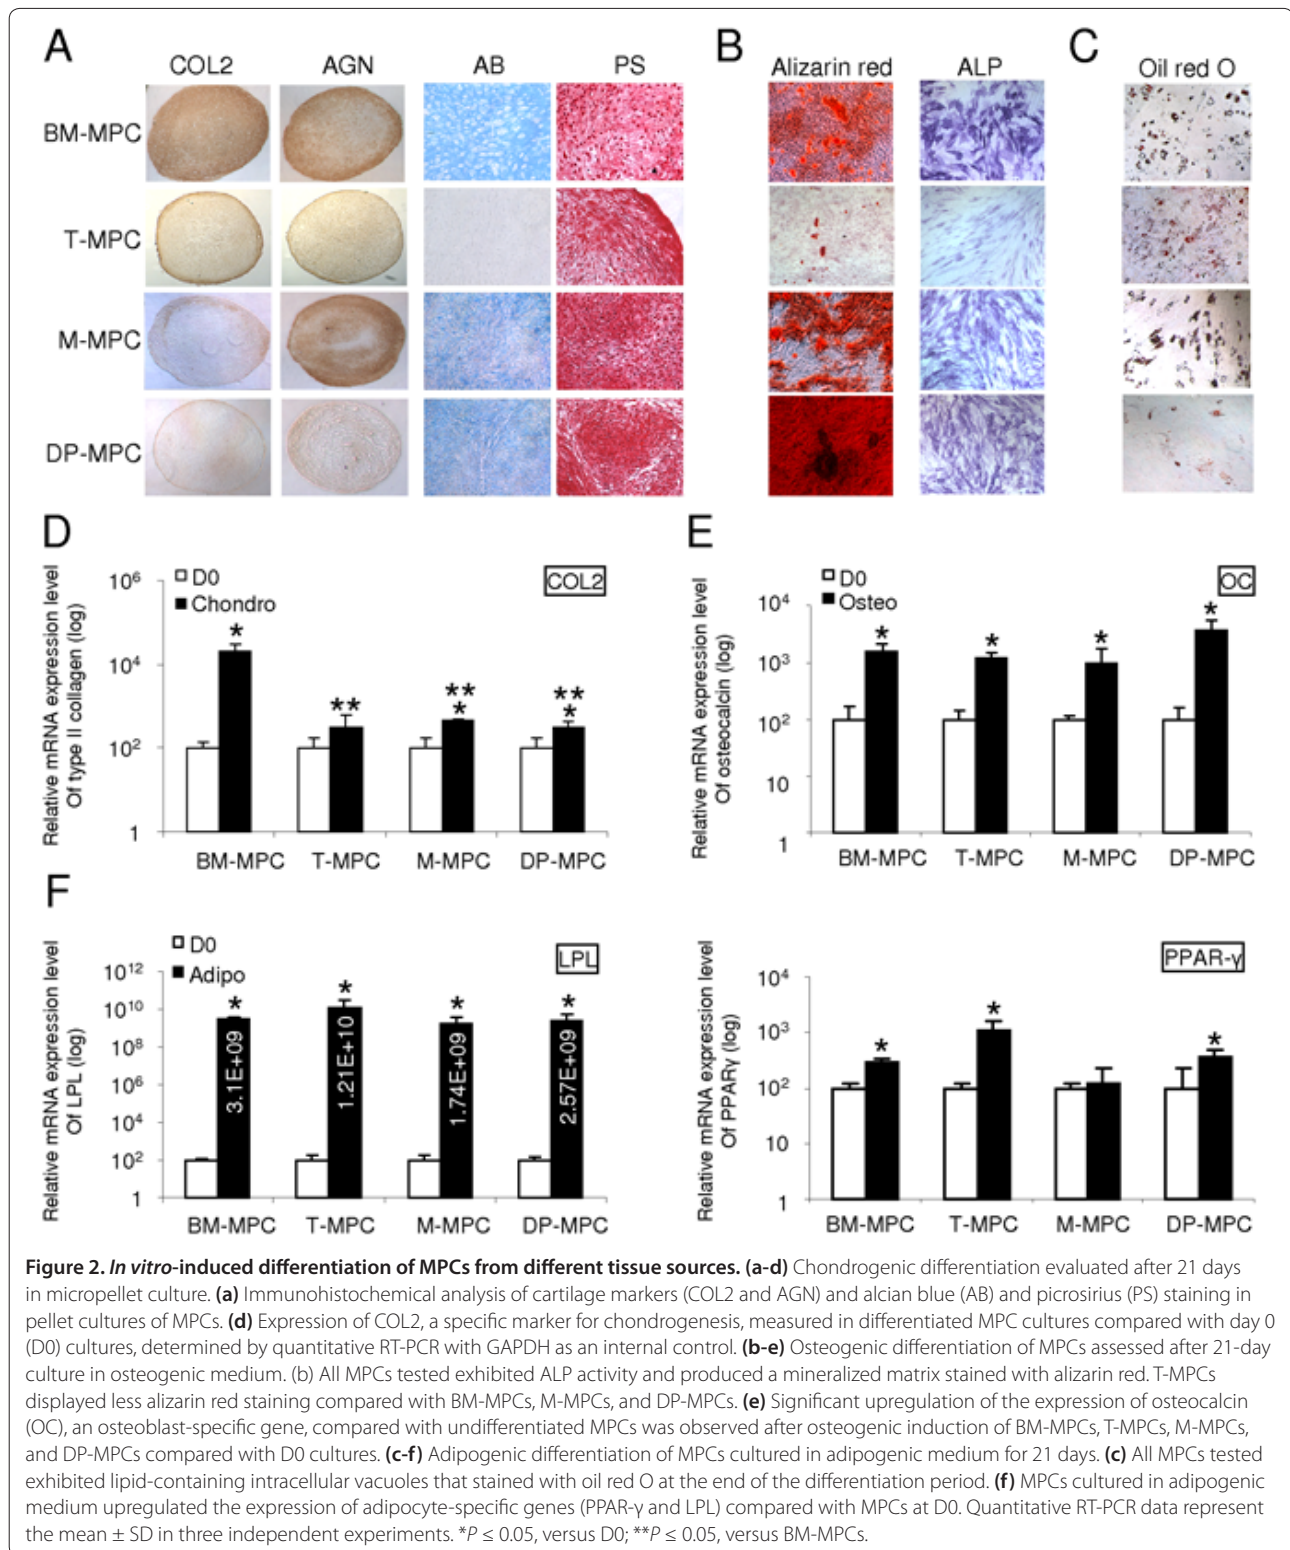 A
B
C
COL2 AGN AB PS
Alizarin red ALP
Oil red O
BM-MPC
T-MPC
M-MPC
DP-MPC
D
Relative mRNA expression level
Of type II collagen (log)
10⁶
10⁴
10²
1
D0
Chondro
COL2
*
**
**
*
**
*
BM-MPC T-MPC M-MPC DP-MPC
E
Relative mRNA expression level
Of osteocalcin (log)
10⁴
10³
10²
10
1
D0
Osteo
OC
*
*
*
*
BM-MPC T-MPC M-MPC DP-MPC
F
Relative mRNA expression level
Of LPL (log)
10¹²
10¹⁰
10⁸
10⁶
10⁴
10²
1
D0
Adipo
LPL
*
*
*
*
3.1E+09
1.21E+10
1.74E+09
2.57E+09
BM-MPC T-MPC M-MPC DP-MPC
Relative mRNA expression level
Of PPARγ (log)
10⁴
10³
10²
10
1
PPAR-γ
*
*
*
BM-MPC T-MPC M-MPC DP-MPC
Figure 2. In vitro-induced differentiation of MPCs from different tissue sources. (a-d) Chondrogenic differentiation evaluated after 21 days
in micropellet culture. (a) Immunohistochemical analysis of cartilage markers (COL2 and AGN) and alcian blue (AB) and picrosirius (PS) staining in
pellet cultures of MPCs. (d) Expression of COL2, a specific marker for chondrogenesis, measured in differentiated MPC cultures compared with day 0
(D0) cultures, determined by quantitative RT-PCR with GAPDH as an internal control. (b-e) Osteogenic differentiation of MPCs assessed after 21-day
culture in osteogenic medium. (b) All MPCs tested exhibited ALP activity and produced a mineralized matrix stained with alizarin red. T-MPCs
displayed less alizarin red staining compared with BM-MPCs, M-MPCs, and DP-MPCs. (e) Significant upregulation of the expression of osteocalcin
(OC), an osteoblast-specific gene, compared with undifferentiated MPCs was observed after osteogenic induction of BM-MPCs, T-MPCs, M-MPCs,
and DP-MPCs compared with D0 cultures. (c-f) Adipogenic differentiation of MPCs cultured in adipogenic medium for 21 days. (c) All MPCs tested
exhibited lipid-containing intracellular vacuoles that stained with oil red O at the end of the differentiation period. (f) MPCs cultured in adipogenic
medium upregulated the expression of adipocyte-specific genes (PPAR-γ and LPL) compared with MPCs at D0. Quantitative RT-PCR data represent
the mean ± SD in three independent experiments. *P ≤ 0.05, versus D0; **P ≤ 0.05, versus BM-MPCs.